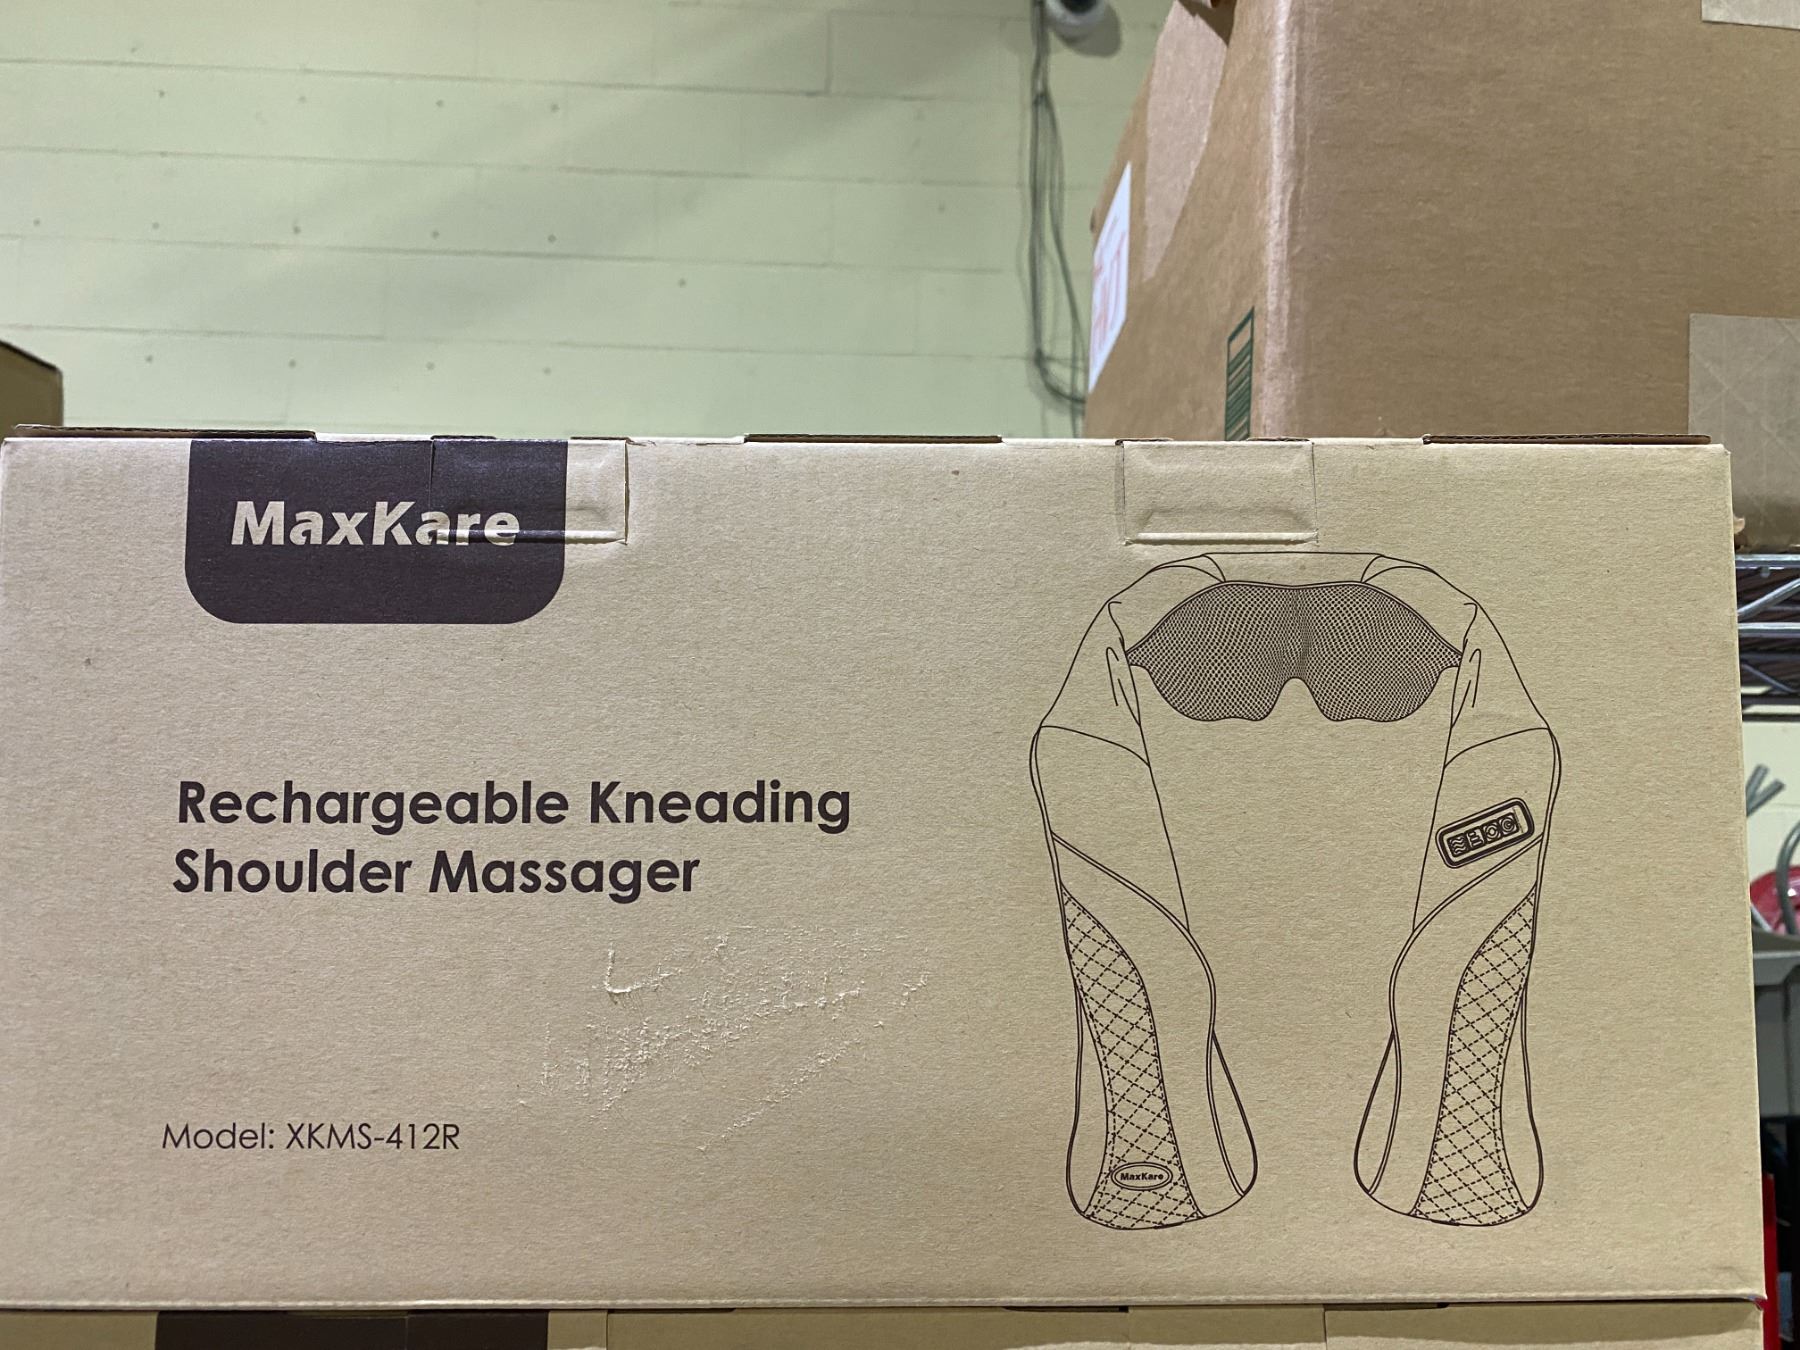 MaxKare
Rechargeable Kneading
Shoulder Massager
Model: XKMS-412R
MaxKare